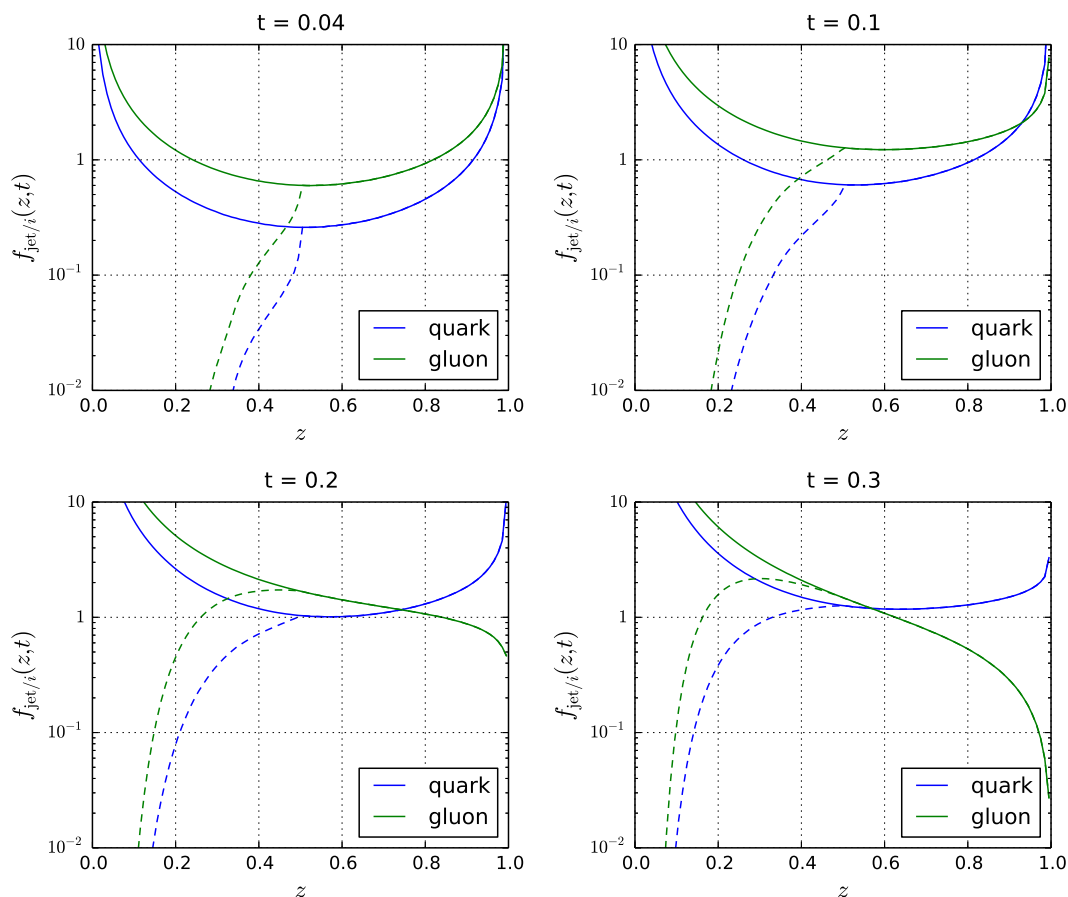 t = 0.04
10
1
10⁻¹
10⁻²
f_jet/i(z,t)
0.0 0.2 0.4 0.6 0.8 1.0
z
quark
gluon
t = 0.1
10
1
10⁻¹
10⁻²
f_jet/i(z,t)
0.0 0.2 0.4 0.6 0.8 1.0
z
quark
gluon
t = 0.2
10
1
10⁻¹
10⁻²
f_jet/i(z,t)
0.0 0.2 0.4 0.6 0.8 1.0
z
quark
gluon
t = 0.3
10
1
10⁻¹
10⁻²
f_jet/i(z,t)
0.0 0.2 0.4 0.6 0.8 1.0
z
quark
gluon